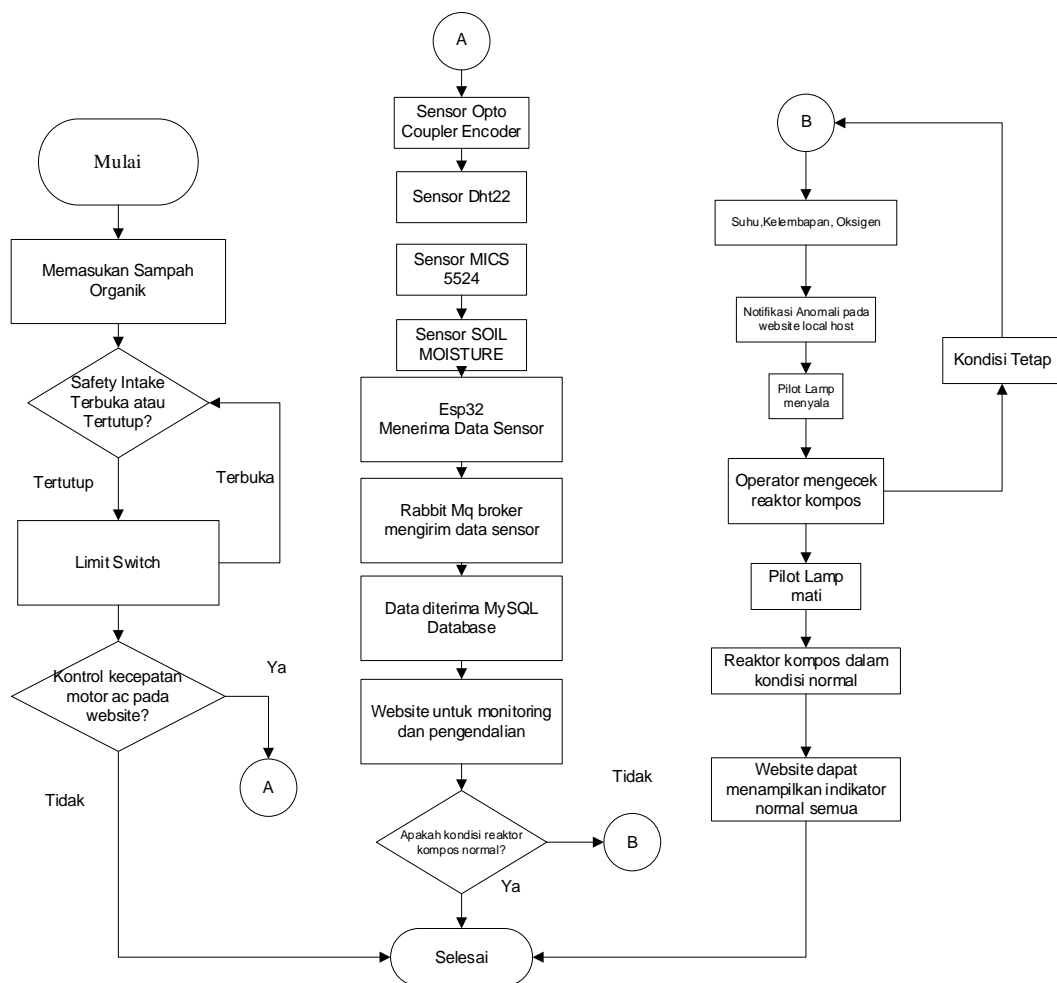 Mulai
Memasukan Sampah
Organik
Safety Intake
Terbuka atau
Tertutup?
Tertutup
Terbuka
Limit Switch
Kontrol kecepatan
motor ac pada
website?
Ya
A
Tidak
A
Sensor Opto
Coupler Encoder
Sensor Dht22
Sensor MICS
5524
Sensor SOIL
MOISTURE
Esp32
Menerima Data Sensor
Rabbit Mq broker
mengirim data sensor
Data diterima MySQL
Database
Website untuk monitoring
dan pengendalian
Apakah kondisi reaktor
kompos normal?
Tidak
B
Ya
Selesai
B
Suhu,Kelembapan, Oksigen
Notifikasi Anomali pada
website local host
Pilot Lamp
menyala
Operator mengecek
reaktor kompos
Kondisi Tetap
Pilot Lamp
mati
Reaktor kompos dalam
kondisi normal
Website dapat
menampilkan indikator
normal semua